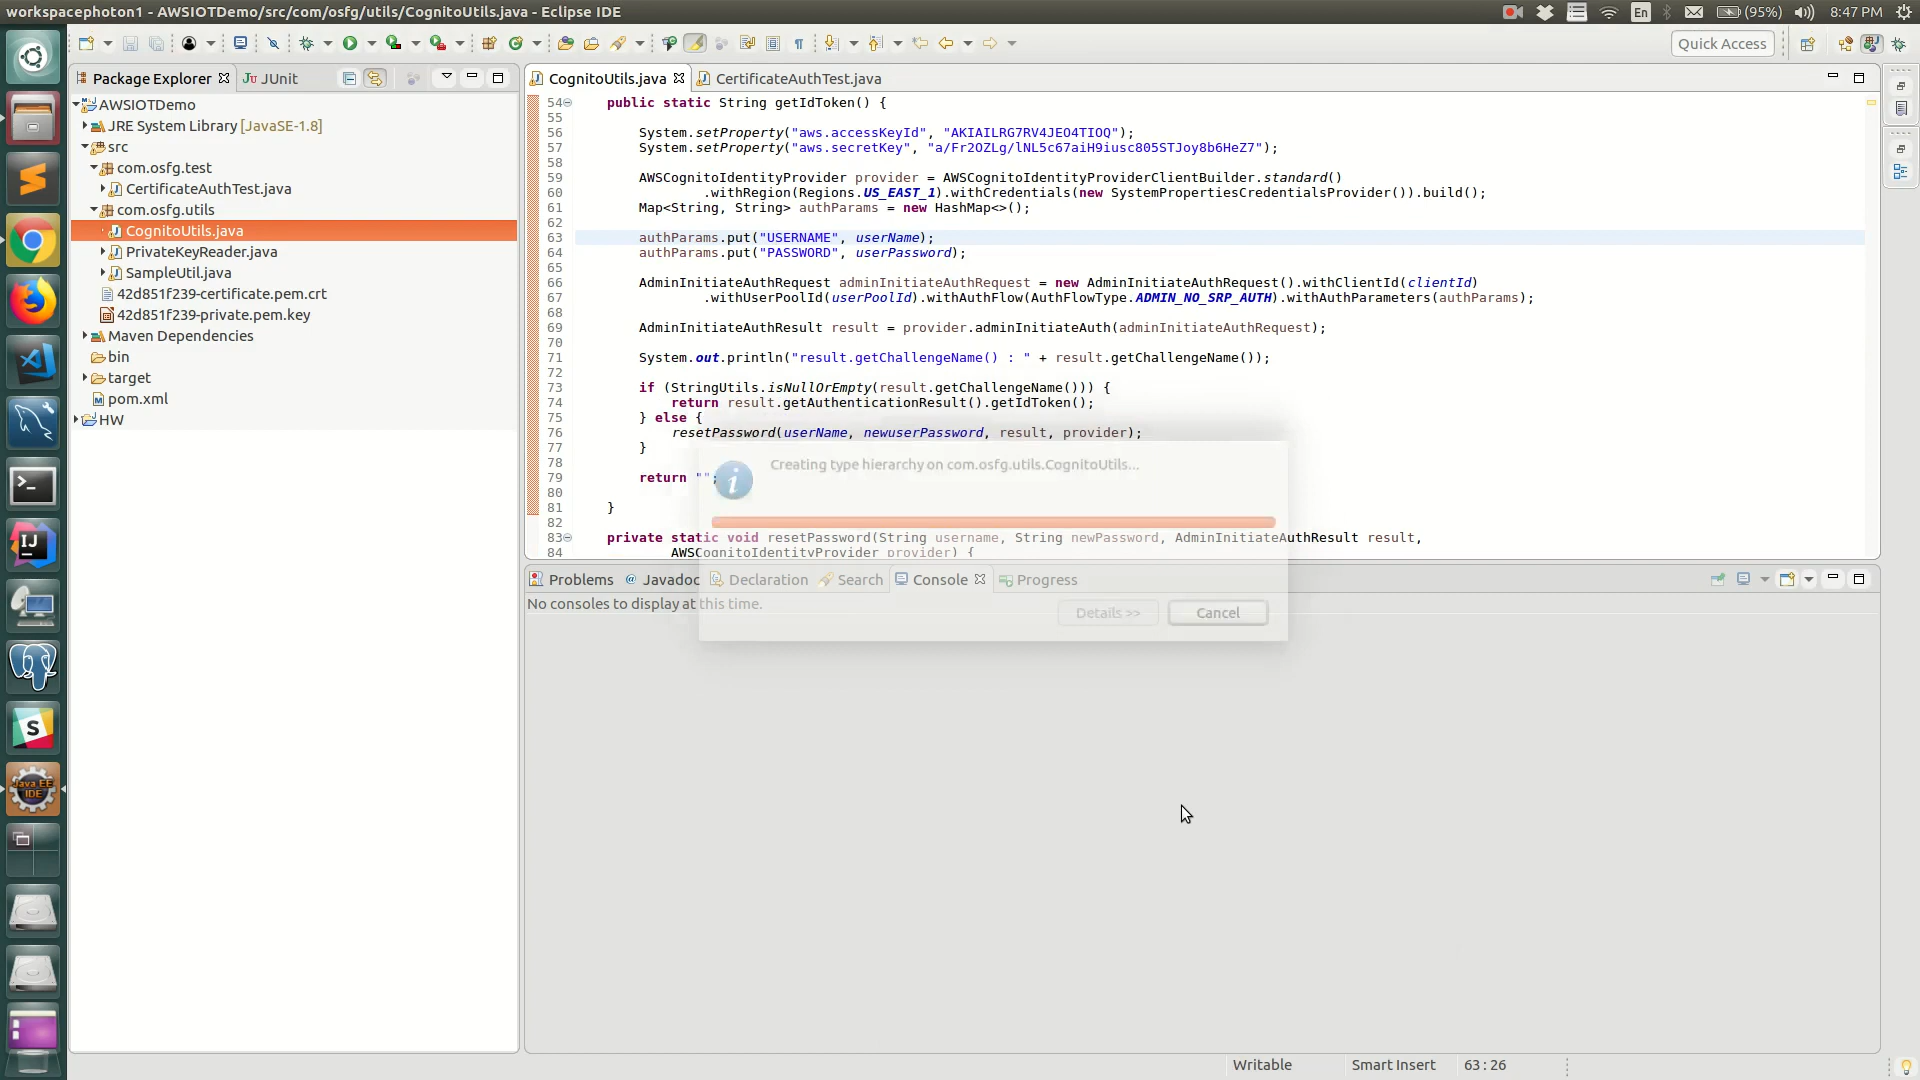 workspacephoton1 - AWSIOTDemo/src/com/osfg/utils/CognitoUtils.java - Eclipse IDE
En
(95%)
8:47 PM
Quick Access
Package Explorer
JUnit
AWSIOTDemo
JRE System Library [JavaSE-1.8]
src
com.osfg.test
CertificateAuthTest.java
com.osfg.utils
CognitoUtils.java
PrivateKeyReader.java
SampleUtil.java
42d851f239-certificate.pem.crt
42d851f239-private.pem.key
Maven Dependencies
bin
target
pom.xml
HW
CognitoUtils.java
CertificateAuthTest.java
54 public static String getIdToken() {
55
56 System.setProperty("aws.accessKeyId", "AKIAILRG7RV4JEO4TIOQ");
57 System.setProperty("aws.secretKey", "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");
58
59 AWSCognitoIdentityProvider provider = AWSCognitoIdentityProviderClientBuilder.standard()
60 .withRegion(Regions.US_EAST_1).withCredentials(new SystemPropertiesCredentialsProvider()).build();
61 Map<String, String> authParams = new HashMap<>();
62
63 authParams.put("USERNAME", userName);
64 authParams.put("PASSWORD", userPassword);
65
66 AdminInitiateAuthRequest adminInitiateAuthRequest = new AdminInitiateAuthRequest().withClientId(clientId)
67 .withUserPoolId(userPoolId).withAuthFlow(AuthFlowType.ADMIN_NO_SRP_AUTH).withAuthParameters(authParams);
68
69 AdminInitiateAuthResult result = provider.adminInitiateAuth(adminInitiateAuthRequest);
70
71 System.out.println("result.getChallengeName() : " + result.getChallengeName());
72
73 if (StringUtils.isNullOrEmpty(result.getChallengeName())) {
74 return result.getAuthenticationResult().getIdToken();
75 } else {
76 resetPassword(userName, newuserPassword, result, provider);
77 }
78
79 return "";
80
81 }
82
83 private static void resetPassword(String username, String newPassword, AdminInitiateAuthResult result,
84 AWSCognitoIdentityProvider provider) {
Creating type hierarchy on com.osfg.utils.CognitoUtils...
Details >>
Cancel
Problems
@ Javadoc
Declaration
Search
Console
Progress
No consoles to display at this time.
Java EE
IDE
Writable
Smart Insert
63 : 26